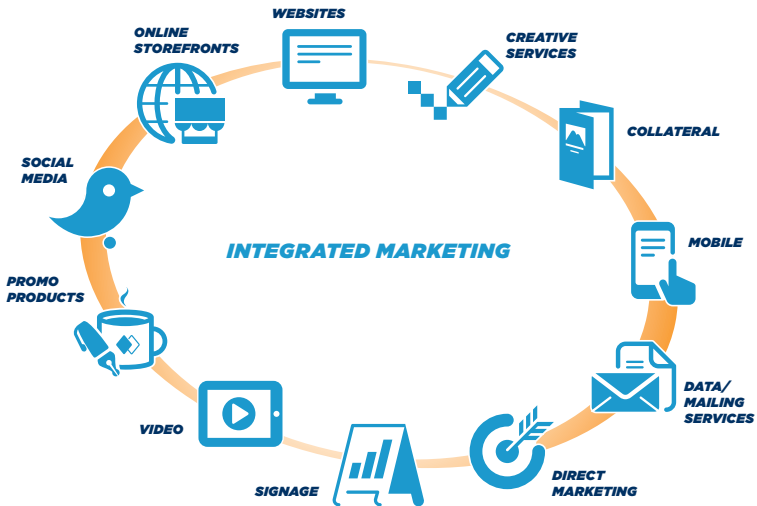 WEBSITES
ONLINE
STOREFRONTS
CREATIVE
SERVICES
COLLATERAL
SOCIAL
MEDIA
MOBILE
INTEGRATED MARKETING
PROMO
PRODUCTS
DATA/
MAILING
SERVICES
VIDEO
DIRECT
MARKETING
SIGNAGE